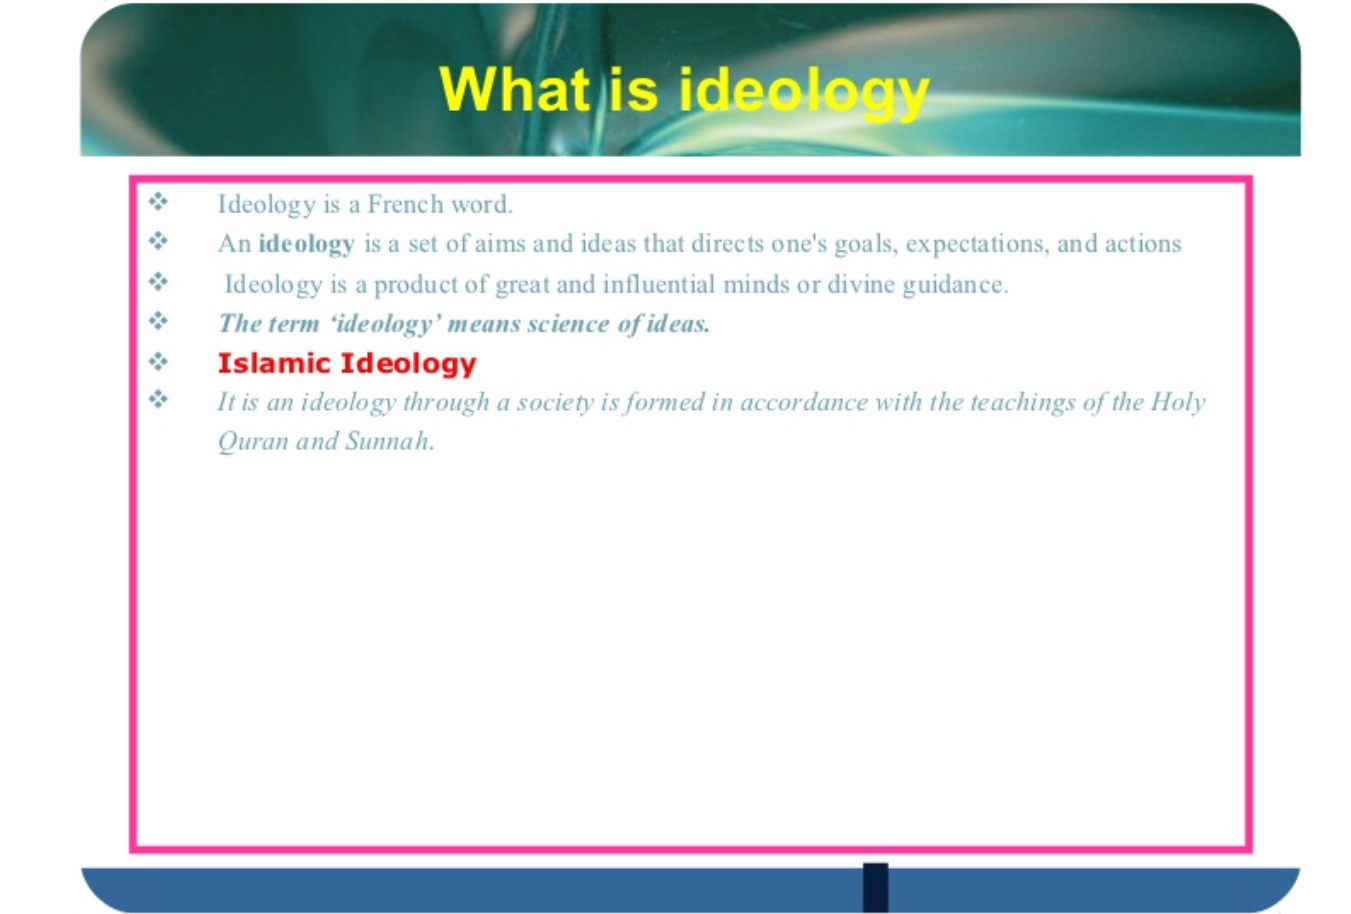 What is ideology
Ideology is a French word.
An ideology is a set of aims and ideas that directs one's goals, expectations, and actions
Ideology is a product of great and influential minds or divine guidance.
The term ‘ideology’ means science of ideas.
Islamic Ideology
It is an ideology through a society is formed in accordance with the teachings of the Holy
Quran and Sunnah.